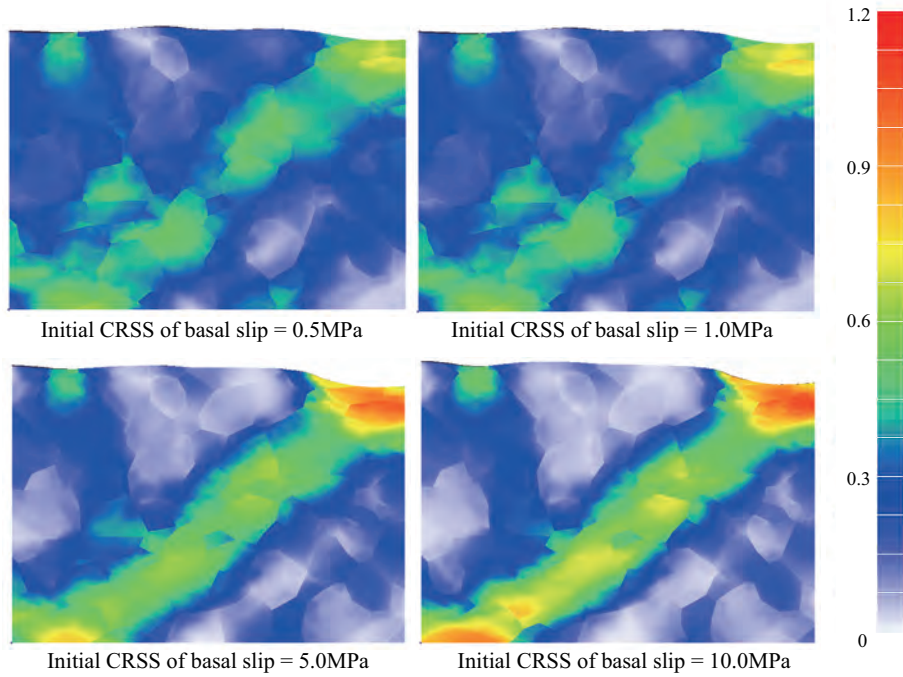 1.2
0.9
0.6
0.3
0
Initial CRSS of basal slip = 0.5MPa
Initial CRSS of basal slip = 1.0MPa
Initial CRSS of basal slip = 5.0MPa
Initial CRSS of basal slip = 10.0MPa